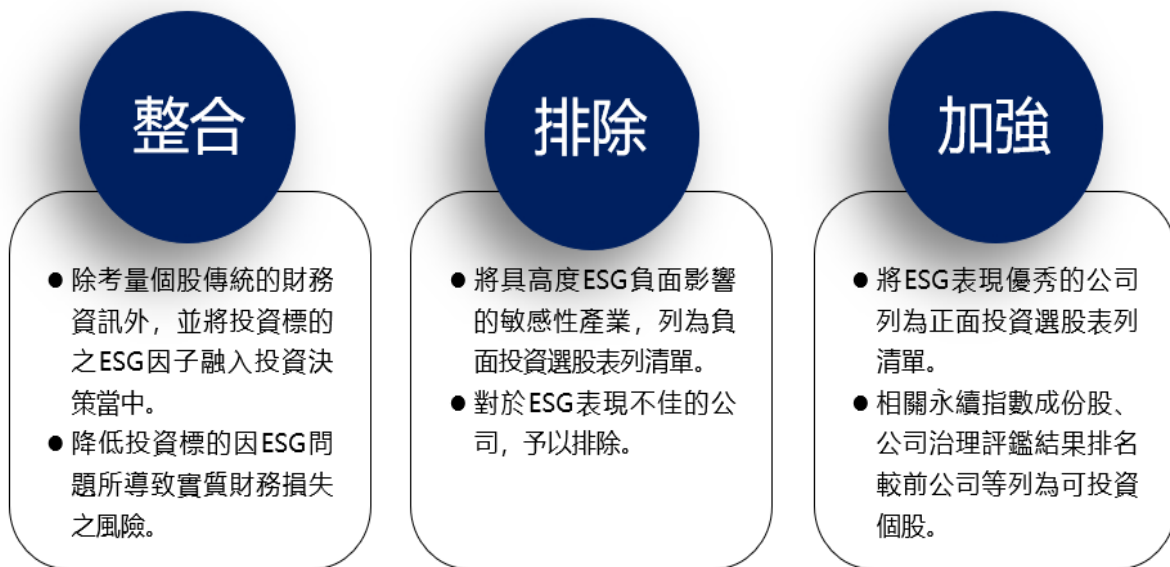 整合
● 除考量個股傳統的財務
資訊外，並將投資標的
之ESG因子融入投資決
策當中。
● 降低投資標的因ESG問
題所導致實質財務損失
之風險。
排除
● 將具高度ESG負面影響
的敏感性產業，列為負
面投資選股表列清單。
● 對於ESG表現不佳的公
司，予以排除。
加強
● 將ESG表現優秀的公司
列為正面投資選股表列
清單。
● 相關永續指數成份股、
公司治理評鑑結果排名
較前公司等列為可投資
個股。